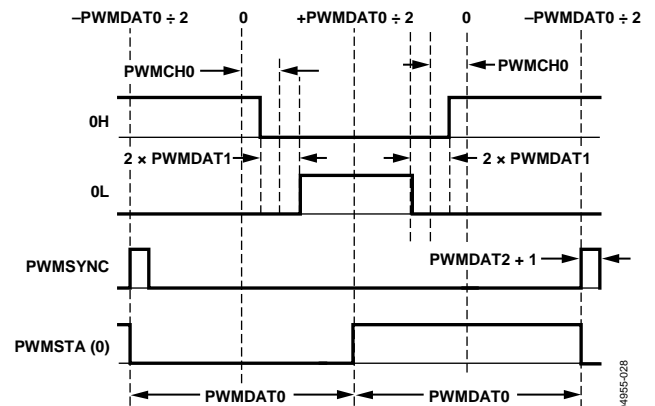 –PWMDAT0 ÷ 2 0 +PWMDAT0 ÷ 2 0 –PWMDAT0 ÷ 2
PWMCH0 PWMCH0
0H
2 × PWMDAT1 2 × PWMDAT1
0L
PWMDAT2 + 1
PWMSYNC
PWMSTA (0)
PWMDAT0 PWMDAT0
4955-028